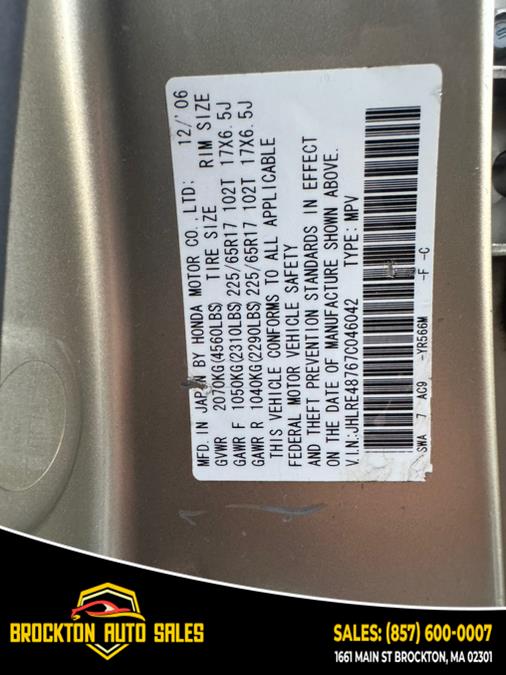 MFD. IN JAPAN BY HONDA MOTOR CO., LTD: 12/'06
GVWR 2070KG(4560LBS) TIRE SIZE RIM SIZE
GAWR F 1050KG(2310LBS) 225/65R17 102T 17X6.5J
GAWR R 1040KG(2290LBS) 225/65R17 102T 17X6.5J
THIS VEHICLE CONFORMS TO ALL APPLICABLE
FEDERAL MOTOR VEHICLE SAFETY
AND THEFT PREVENTION STANDARDS IN EFFECT
ON THE DATE OF MANUFACTURE SHOWN ABOVE.
V.I.N:JHLRE48767C046042 TYPE: MPV
SWA 7 AC9 -YR566M -F -C
BROCKTON AUTO SALES
SALES: (857) 600-0007
1661 MAIN ST BROCKTON, MA 02301